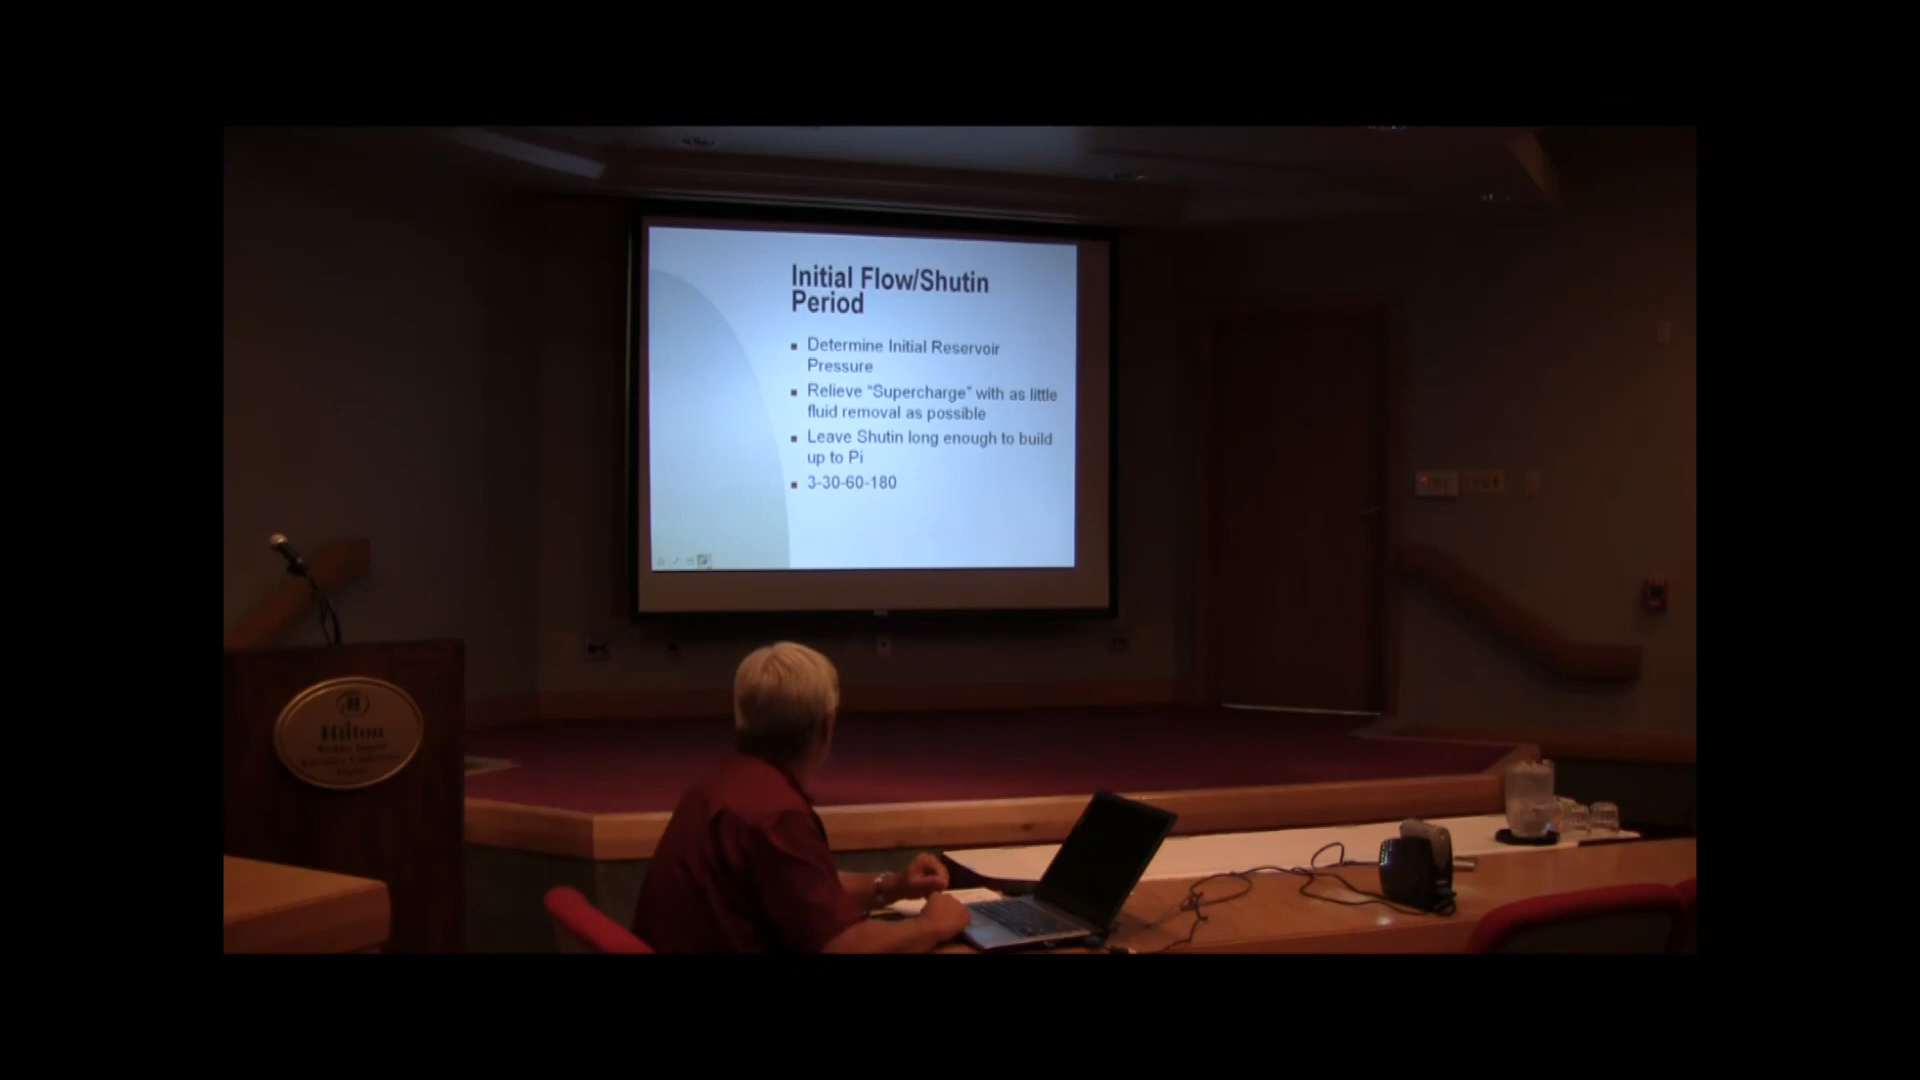 Initial Flow/Shutin
Period
Determine Initial Reservoir
Pressure
Relieve "Supercharge" with as little
fluid removal as possible
Leave Shutin long enough to build
up to Pi
3-30-60-180
H
Hilton